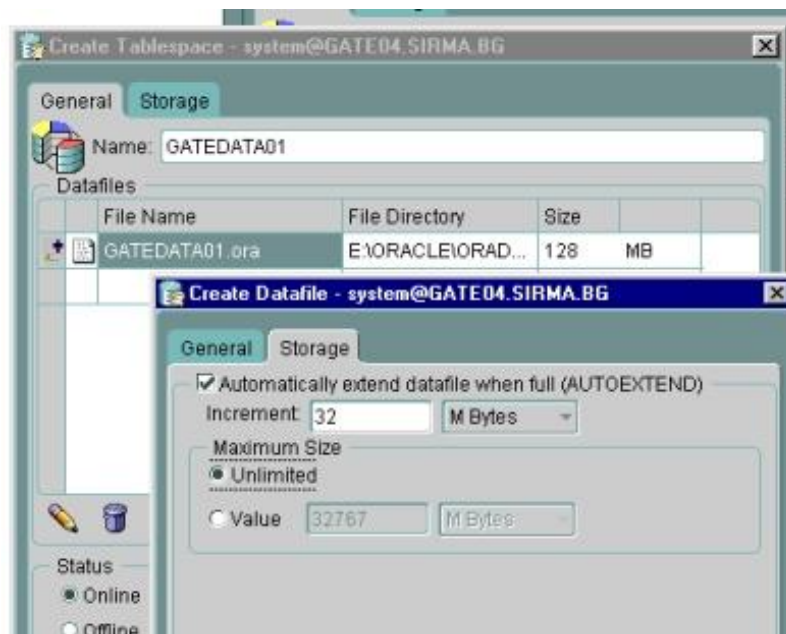 Create Tablespace - system@GATE04.SIRMA.BG
General Storage
Name: GATEDATA01
Datafiles
File Name File Directory Size
GATEDATA01.ora E:\ORACLE\ORAD... 128 MB
Create Datafile - system@GATE04.SIRMA.BG
General Storage
Automatically extend datafile when full (AUTOEXTEND)
Increment: 32 M Bytes
Maximum Size
Unlimited
Value 32767 M Bytes
Status
Online
Offline